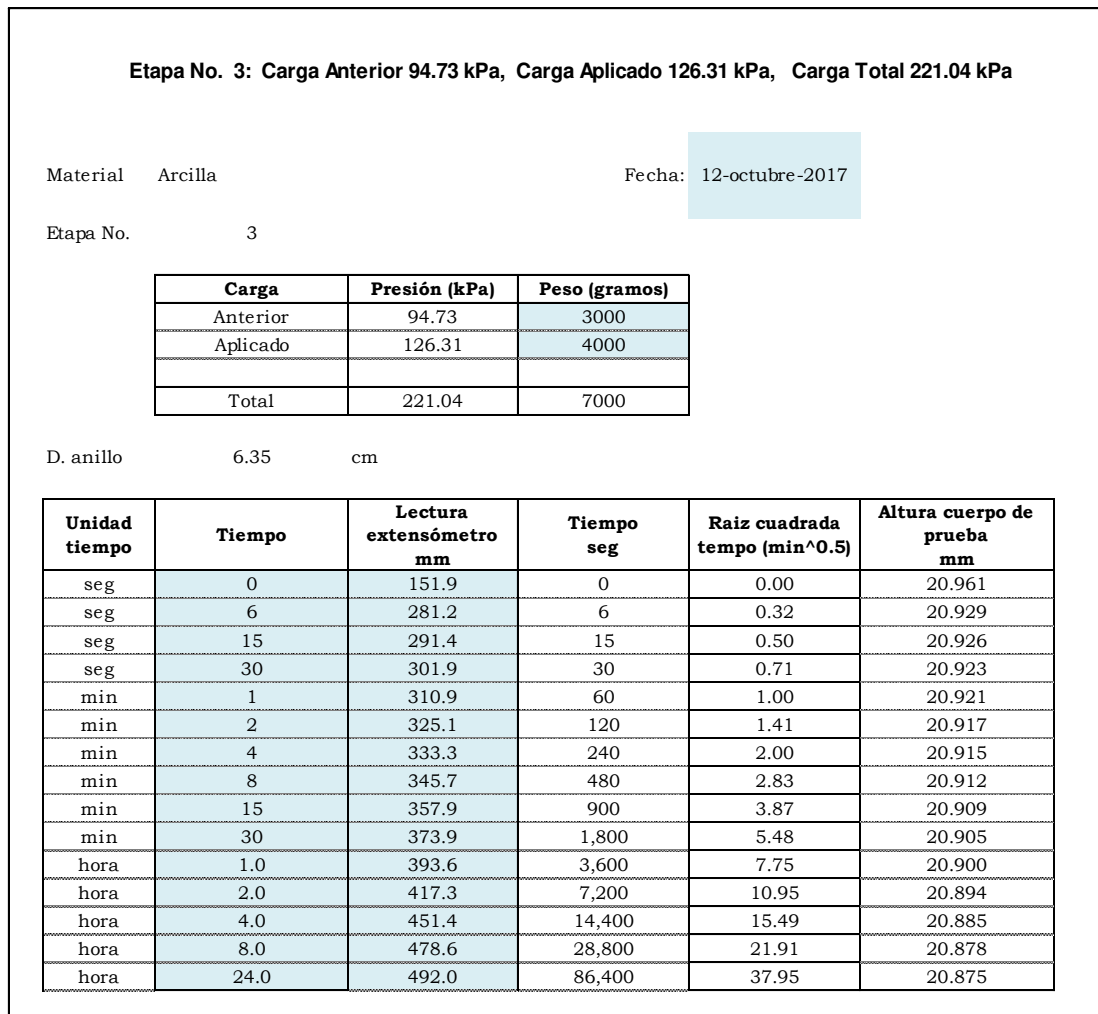 Etapa No. 3: Carga Anterior 94.73 kPa, Carga Aplicado 126.31 kPa, Carga Total 221.04 kPa
Material Arcilla Fecha: 12-octubre-2017
Etapa No. 3
Carga Presión (kPa) Peso (gramos)
Anterior 94.73 3000
Aplicado 126.31 4000
Total 221.04 7000
D. anillo 6.35 cm
Unidad tiempo Tiempo Lectura extensómetro mm Tiempo seg Raiz cuadrada tempo (min^0.5) Altura cuerpo de prueba mm
seg 0 151.9 0 0.00 20.961
seg 6 281.2 6 0.32 20.929
seg 15 291.4 15 0.50 20.926
seg 30 301.9 30 0.71 20.923
min 1 310.9 60 1.00 20.921
min 2 325.1 120 1.41 20.917
min 4 333.3 240 2.00 20.915
min 8 345.7 480 2.83 20.912
min 15 357.9 900 3.87 20.909
min 30 373.9 1,800 5.48 20.905
hora 1.0 393.6 3,600 7.75 20.900
hora 2.0 417.3 7,200 10.95 20.894
hora 4.0 451.4 14,400 15.49 20.885
hora 8.0 478.6 28,800 21.91 20.878
hora 24.0 492.0 86,400 37.95 20.875